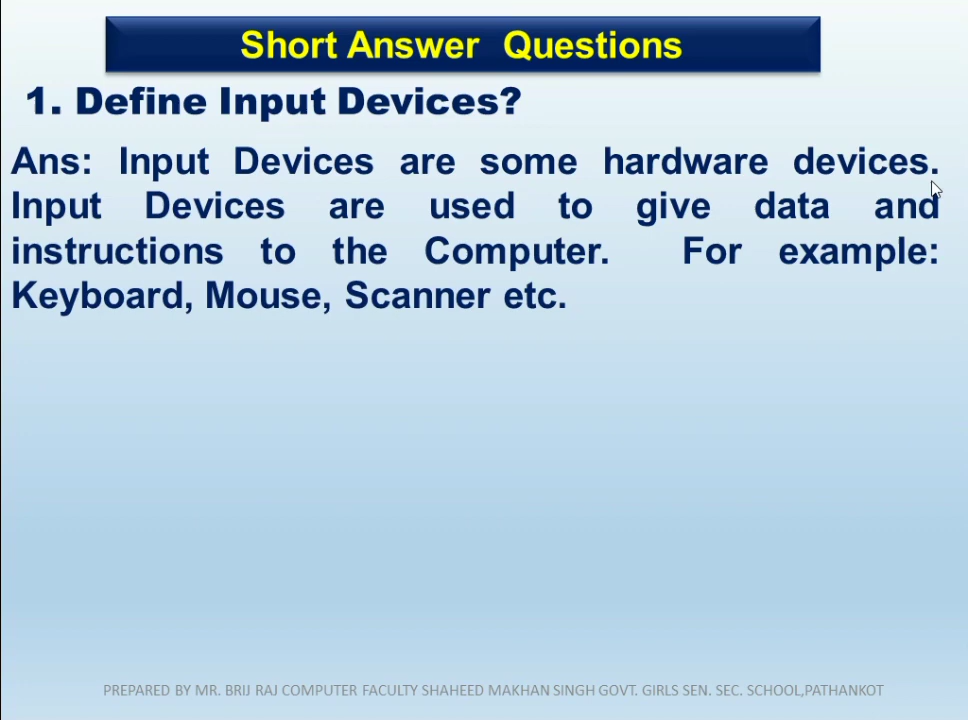 Short Answer Questions
1. Define Input Devices?
Ans: Input Devices are some hardware devices.
Input Devices are used to give data and
instructions to the Computer. For example:
Keyboard, Mouse, Scanner etc.
PREPARED BY MR. BRIJ RAJ COMPUTER FACULTY SHAHEED MAKHAN SINGH GOVT. GIRLS SEN. SEC. SCHOOL,PATHANKOT